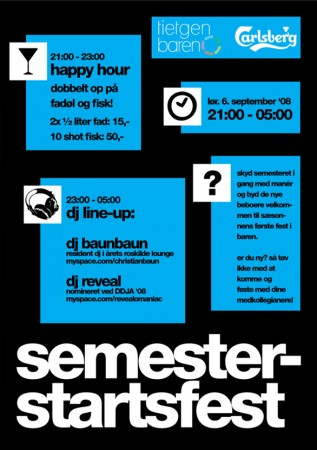 tietgen
baren
Carlsberg
21:00 - 23:00
happy hour
dobbelt op på
fadøl og fisk!
2x ½ liter fad: 15,-
10 shot fisk: 50,-
lør. 6. september '08
21:00 - 05:00
23:00 - 05:00
dj line-up:
dj baunbaun
resident dj i årets roskilde lounge
myspace.com/christianbaun
dj reveal
nomineret ved DDJA '08
myspace.com/revealomaniac
?
skyd semesteret i
gang med manér
og byd de nye
beboere velkom-
men til sæson-
nens første fest i
baren.
er du ny? så tøv
ikke med at
komme og
feste med dine
medkollegianere!
semester-
startsfest